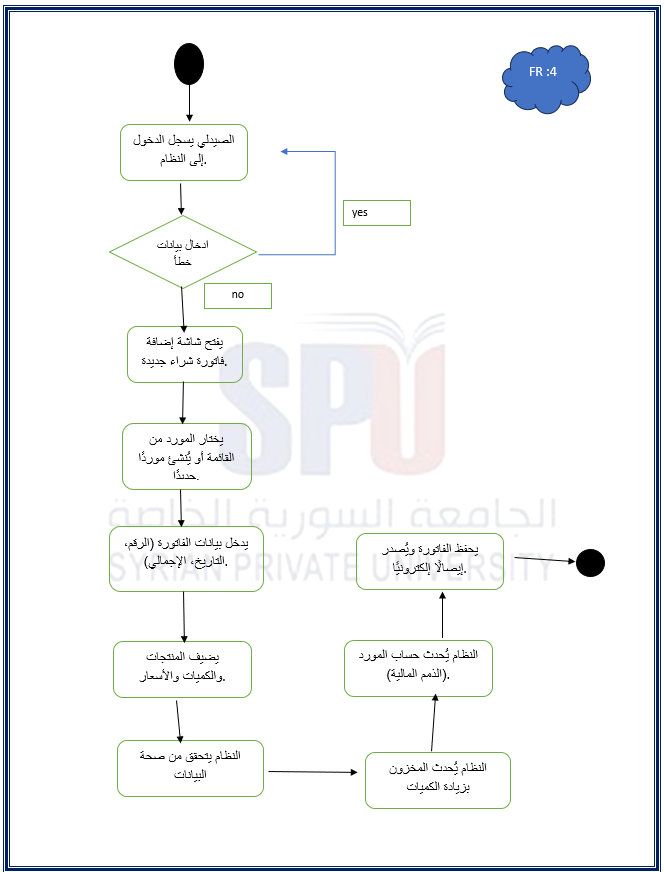 FR :4
الصيدلي يسجل الدخول
إلى النظام.
yes
ادخال بيانات
خطأ
no
يفتح شاشة إضافة
فاتورة شراء جديدة.
SPU
يختار المورد من
القائمة أو يُنشئ موردًا
جديدًا.
الجامعة السورية الخاصة
SYRIAN PRIVATE UNIVERSITY
يدخل بيانات الفاتورة (الرقم،
التاريخ، الإجمالي).
يضيف المنتجات
والكميات والأسعار.
النظام يتحقق من صحة
البيانات
النظام يُحدث المخزون
بزيادة الكميات
النظام يُحدث حساب المورد
(الذمم المالية).
يحفظ الفاتورة ويُصدر
إيصالًا إلكترونيًا.